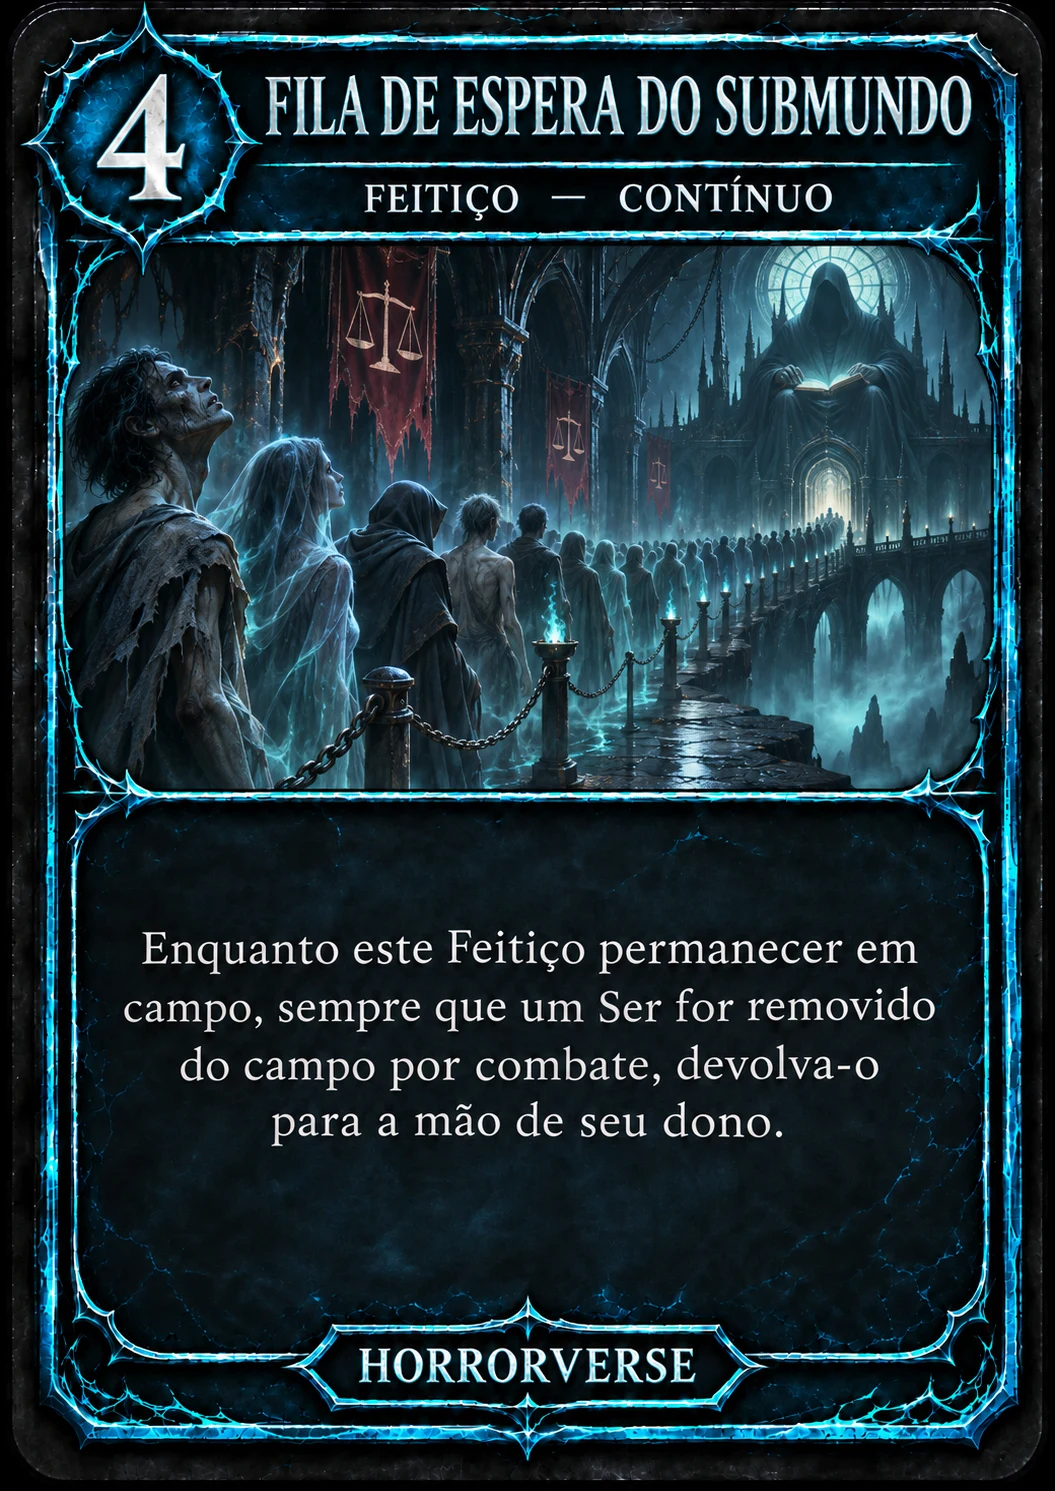 4
FILA DE ESPERA DO SUBMUNDO
FEITIÇO — CONTÍNUO
Enquanto este Feitiço permanecer em
campo, sempre que um Ser for removido
do campo por combate, devolva-o
para a mão de seu dono.
HORRORVERSE